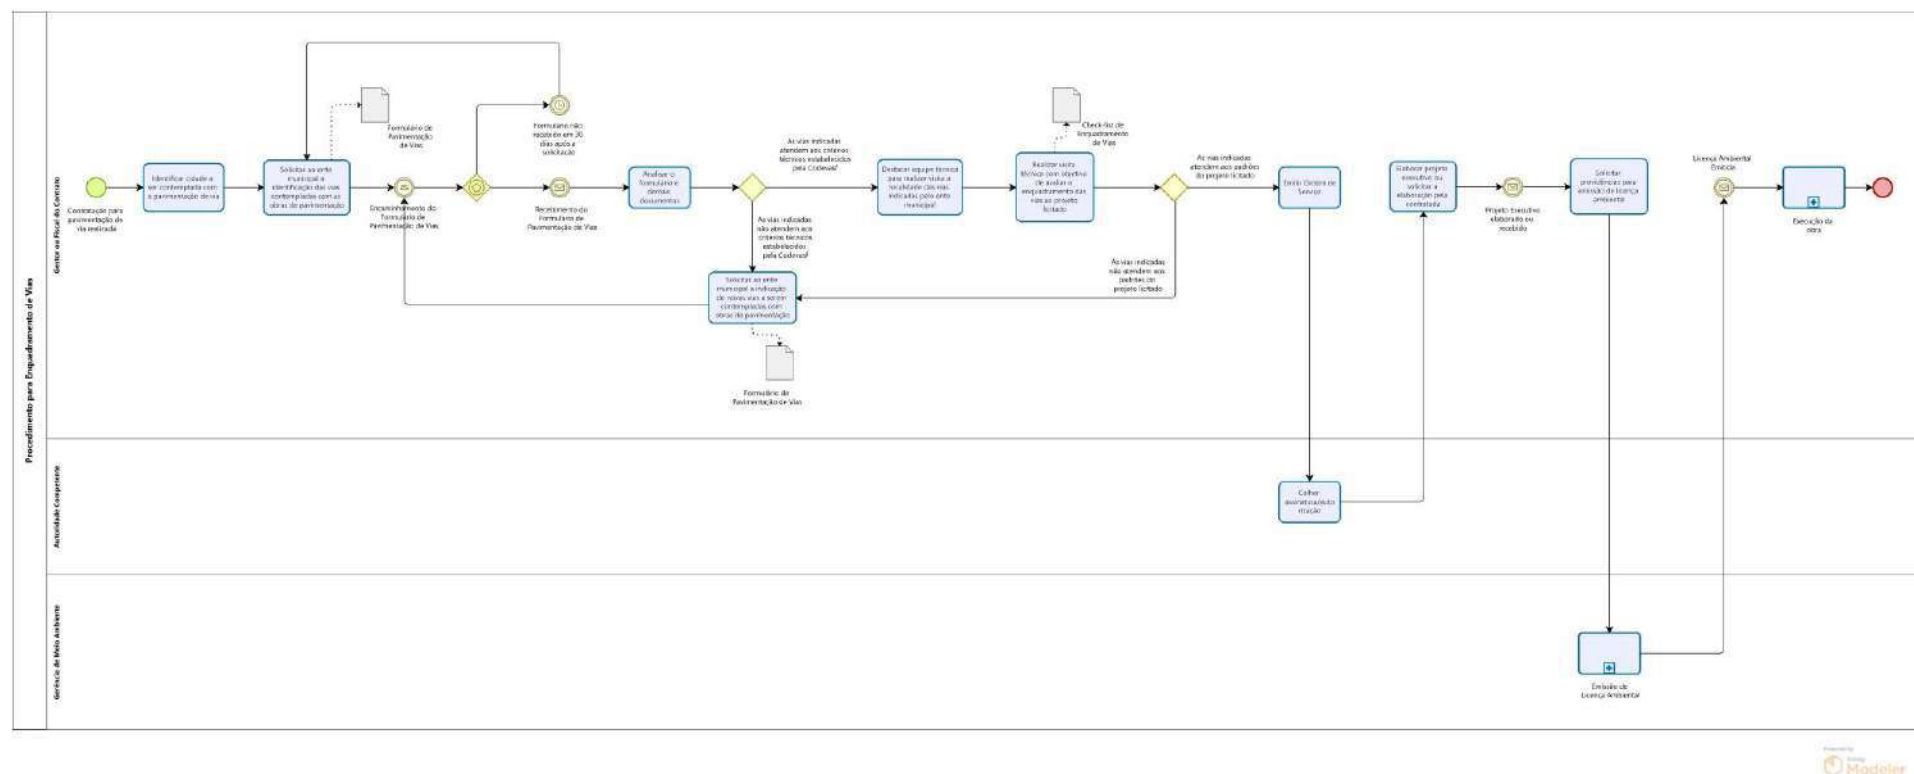 Procedimento para Enquadramento de Vias
Gestor ou Fiscal do Contrato
Contratação para
pavimentação de
via realizada
Identificar cidade a
ser contemplada com
a pavimentação de via
Solicitar ao ente
municipal a
identificação das vias
contempladas com as
obras de pavimentação
Formulário de
Pavimentação
de Vias
Encaminhamento do
Formulário de
Pavimentação de Vias
Formulário não
recebido em 30
dias após a
solicitação
Recebimento do
Formulário de
Pavimentação de Vias
Analisar o
formulário e
demais
documentos
As vias indicadas
atendem aos critérios
técnicos estabelecidos
pela Codevasf
As vias indicadas
não atendem aos
critérios técnicos
estabelecidos
pela Codevasf
Solicitar ao ente
municipal a indicação
de novas vias a serem
contempladas com
obras de pavimentação
Formulário de
Pavimentação de Vias
Destacar equipe técnica
para realizar visita a
localidade das vias
indicadas pelo ente
municipal
Realizar visita
técnica com objetivo
de avaliar o
enquadramento das
vias ao projeto
licitado
Check-list de
Enquadramento
de Vias
As vias indicadas
atendem aos padrões
do projeto licitado
As vias indicadas
não atendem aos
padrões do
projeto licitado
Emitir Ordem de
Serviço
Elaborar projeto
executivo ou
solicitar a
elaboração pela
contratada
Projeto Executivo
elaborado ou
recebido
Solicitar
providências para
emissão de licença
ambiental
Licença Ambiental
Emitida
Execução da
obra
Autoridade Competente
Colher
assinatura/auto
rização
Gerência de Meio Ambiente
Emissão de
Licença Ambiental
Powered by
bizagi
Modeler